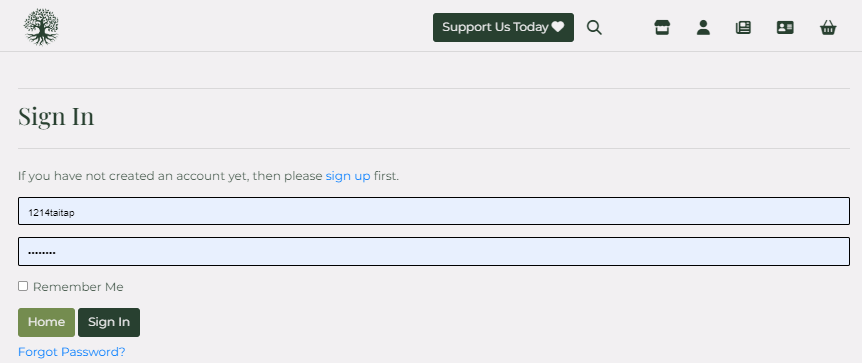 Support Us Today
Sign In
If you have not created an account yet, then please sign up first.
1214taitap
••••••••
Remember Me
Home Sign In
Forgot Password?